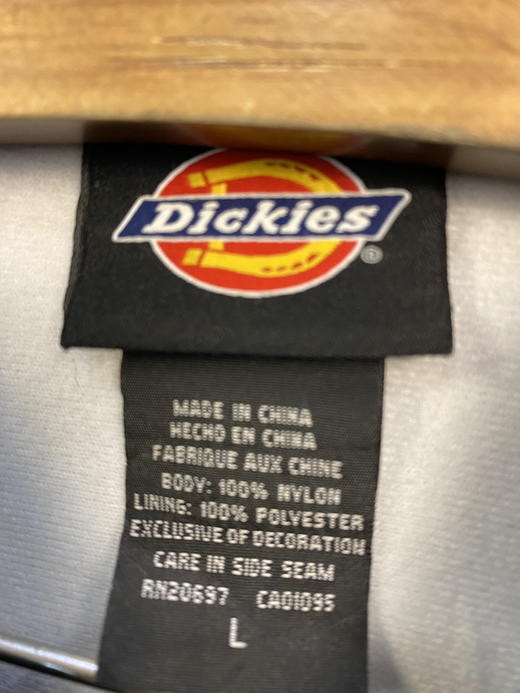 Dickies
®
MADE IN CHINA
HECHO EN CHINA
FABRIQUE AUX CHINE
BODY: 100% NYLON
LINING: 100% POLYESTER
EXCLUSIVE OF DECORATION
CARE IN SIDE SEAM
RN20697 CA01095
L